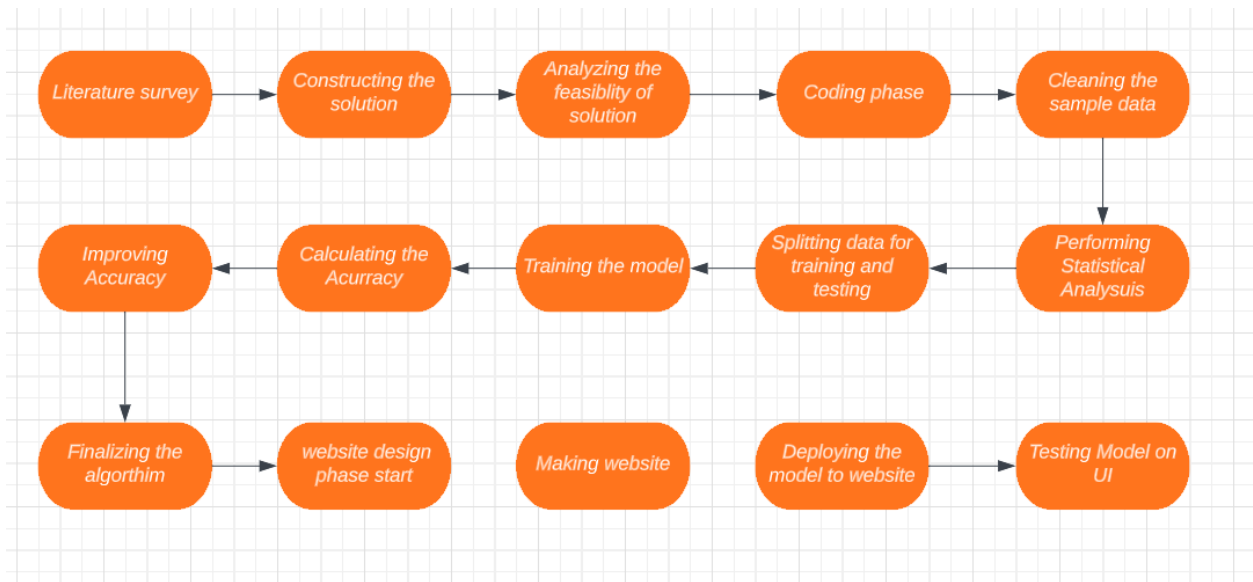 Literature survey
Constructing the
solution
Analyzing the
feasiblity of
solution
Coding phase
Cleaning the
sample data
Improving
Accuracy
Calculating the
Acurracy
Training the model
Splitting data for
training and
testing
Performing
Statistical
Analysuis
Finalizing the
algorthim
website design
phase start
Making website
Deploying the
model to website
Testing Model on
UI